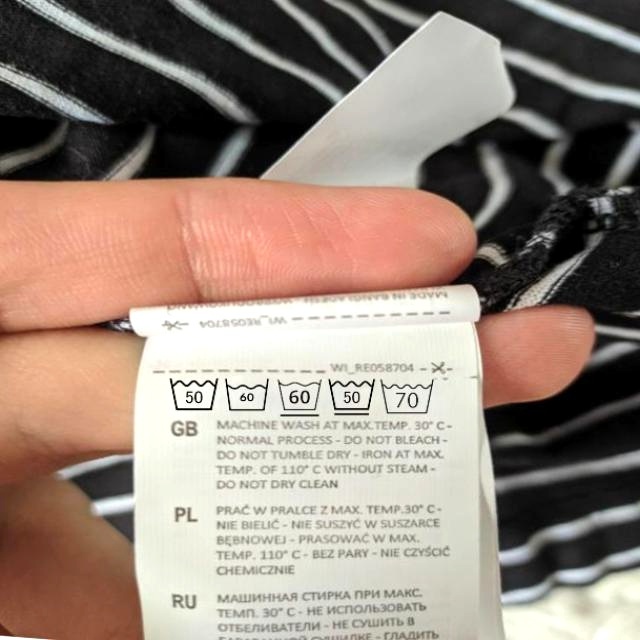 MADE IN BANGLADESH
WI_RE058704
WI_RE058704
50 60 60 50 70
GB MACHINE WASH AT MAX.TEMP. 30° C -
NORMAL PROCESS - DO NOT BLEACH -
DO NOT TUMBLE DRY - IRON AT MAX.
TEMP. OF 110° C WITHOUT STEAM -
DO NOT DRY CLEAN
PL PRAĆ W PRALCE Z MAX. TEMP.30° C -
NIE BIELIĆ - NIE SUSZYĆ W SUSZARCE
BĘBNOWEJ - PRASOWAĆ W MAX.
TEMP. 110° C - BEZ PARY - NIE CZYŚCIĆ
CHEMICZNIE
RU МАШИННАЯ СТИРКА ПРИ МАКС.
ТЕМП. 30° С - НЕ ИСПОЛЬЗОВАТЬ
ОТБЕЛИВАТЕЛИ - НЕ СУШИТЬ В
БАРАБАННОЙ СУШИЛКЕ - ГЛАДИТЬ